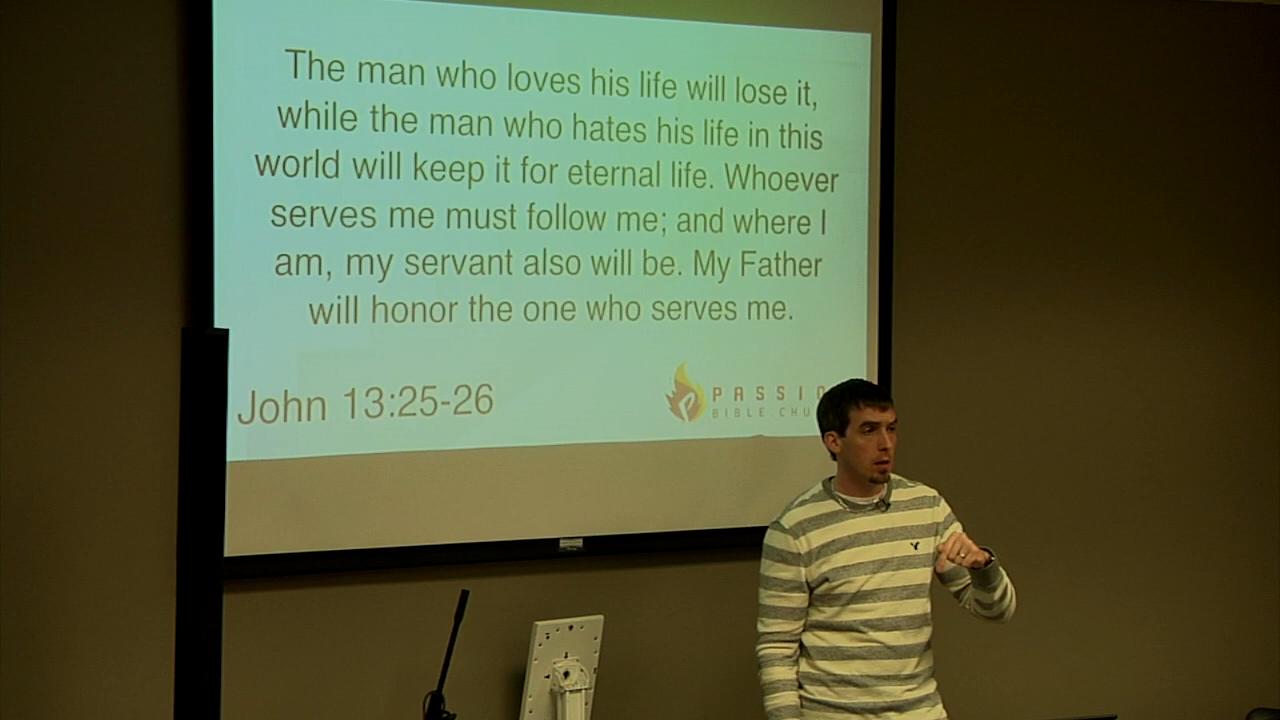 The man who loves his life will lose it,
while the man who hates his life in this
world will keep it for eternal life. Whoever
serves me must follow me; and where I
am, my servant also will be. My Father
will honor the one who serves me.
John 13:25-26
PASSIO
BIBLE.CHU